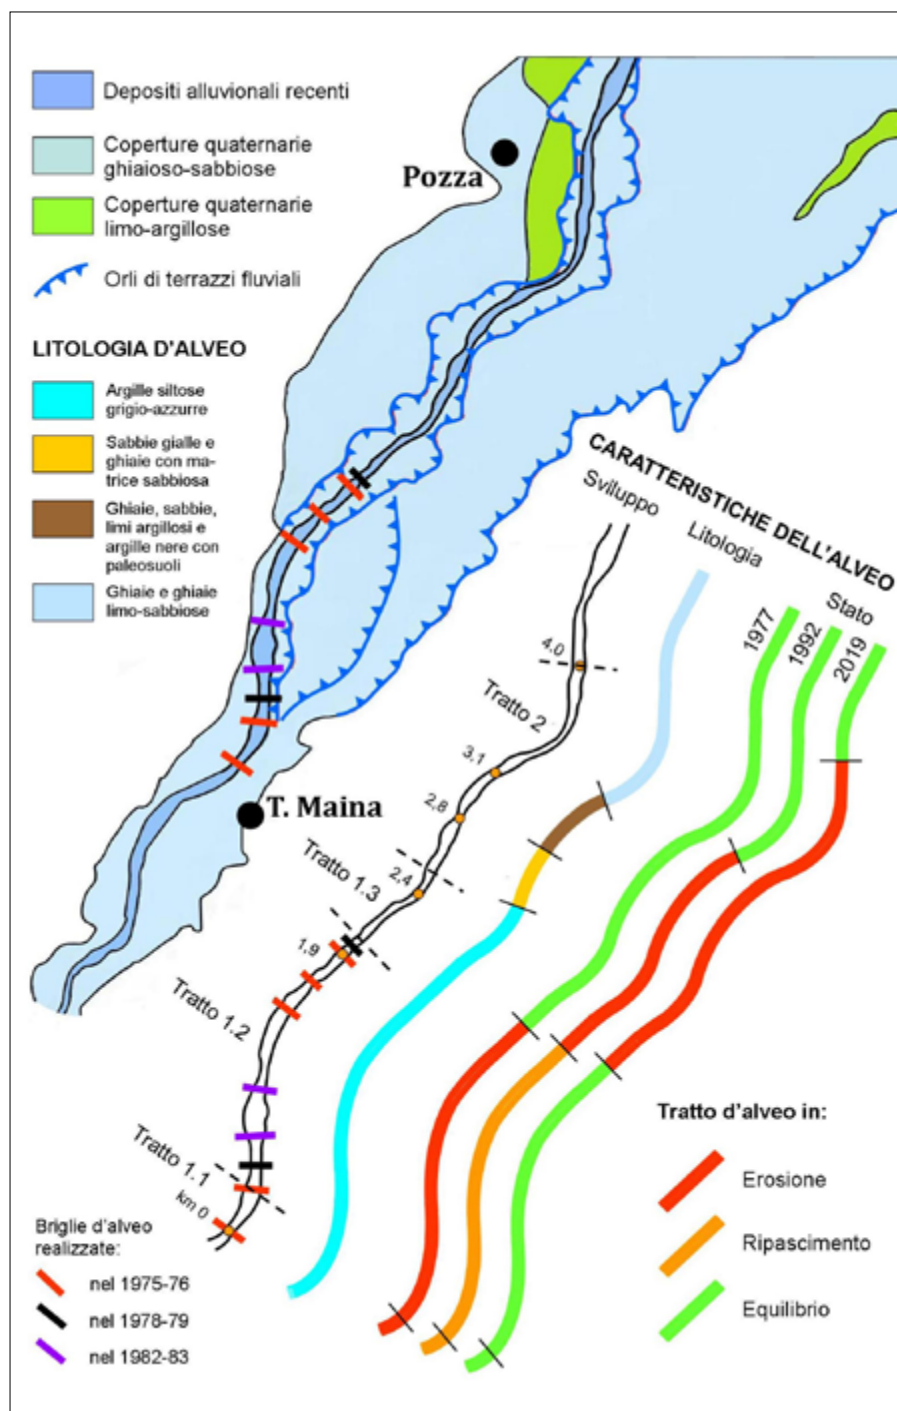 Depositi alluvionali recenti
Coperture quaternarie
ghiaioso-sabbiose
Coperture quaternarie
limo-argillose
Orli di terrazzi fluviali
LITOLOGIA D'ALVEO
Argille siltose
grigio-azzurre
Sabbie gialle e
ghiaie con ma-
trice sabbiosa
Ghiaie, sabbie,
limi argillosi e
argille nere con
paleosuoli
Ghiaie e ghiaie
limo-sabbiose
Pozza
T. Maina
CARATTERISTICHE DELL'ALVEO
Sviluppo
Litologia
Stato
1977
1992
2019
4.0
Tratto 2
3,1
2,8
Tratto 1.3
2,4
1,9
Tratto 1.2
Tratto 1.1
km 0
Briglie d'alveo
realizzate:
nel 1975-76
nel 1978-79
nel 1982-83
Tratto d'alveo in:
Erosione
Ripascimento
Equilibrio